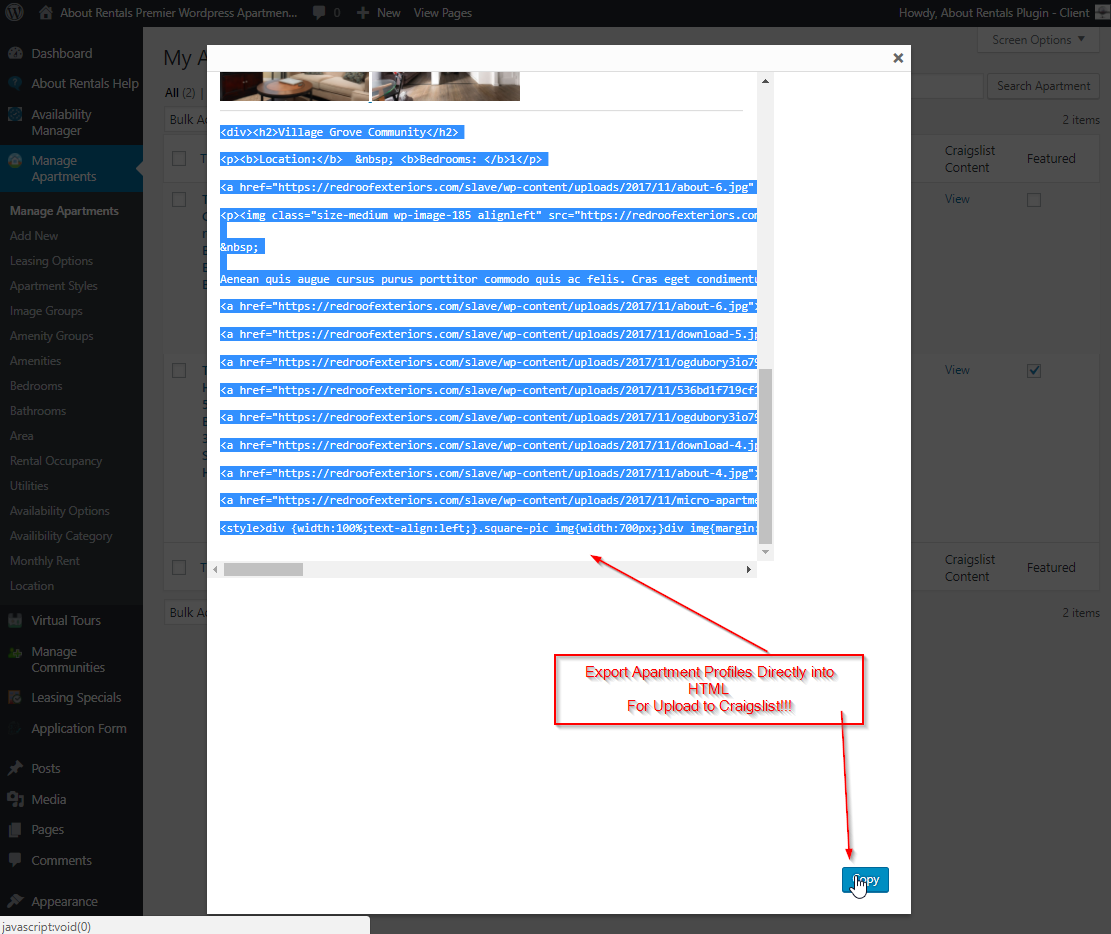 About Rentals Premier Wordpress Apartmen... 0 New View Pages Howdy, About Rentals Plugin - Client
Screen Options
Dashboard
About Rentals Help
Availability
Manager
Manage
Apartments
Manage Apartments
Add New
Leasing Options
Apartment Styles
Image Groups
Amenity Groups
Amenities
Bedrooms
Bathrooms
Area
Rental Occupancy
Utilities
Availability Options
Availibility Category
Monthly Rent
Location
Virtual Tours
Manage
Communities
Leasing Specials
Application Form
Posts
Media
Pages
Comments
Appearance
My A
All (2) |
Search Apartment
Bulk Ac
2 items
T
Craigslist
Content
Featured
View
View
T
Craigslist
Content
Featured
Bulk Ac
2 items
<div><h2>Village Grove Community</h2>
<p><b>Location:</b> &nbsp; <b>Bedrooms: </b>1</p>
<a href="https://redroofexteriors.com/slave/wp-content/uploads/2017/11/about-6.jpg"
<p><img class="size-medium wp-image-185 alignleft" src="https://redroofexteriors.com
&nbsp;
Aenean quis augue cursus purus porttitor commodo quis ac felis. Cras eget condimentu
<a href="https://redroofexteriors.com/slave/wp-content/uploads/2017/11/about-6.jpg">
<a href="https://redroofexteriors.com/slave/wp-content/uploads/2017/11/download-5.jp
<a href="https://redroofexteriors.com/slave/wp-content/uploads/2017/11/ogdubory3io79
<a href="https://redroofexteriors.com/slave/wp-content/uploads/2017/11/536bd1f719cf1
<a href="https://redroofexteriors.com/slave/wp-content/uploads/2017/11/ogdubory3io79
<a href="https://redroofexteriors.com/slave/wp-content/uploads/2017/11/download-4.jp
<a href="https://redroofexteriors.com/slave/wp-content/uploads/2017/11/about-4.jpg">
<a href="https://redroofexteriors.com/slave/wp-content/uploads/2017/11/micro-apartme
<style>div {width:100%;text-align:left;}.square-pic img{width:700px;}div img{margin:
Export Apartment Profiles Directly into
HTML
For Upload to Craigslist!!!
Copy
javascript:void(0)